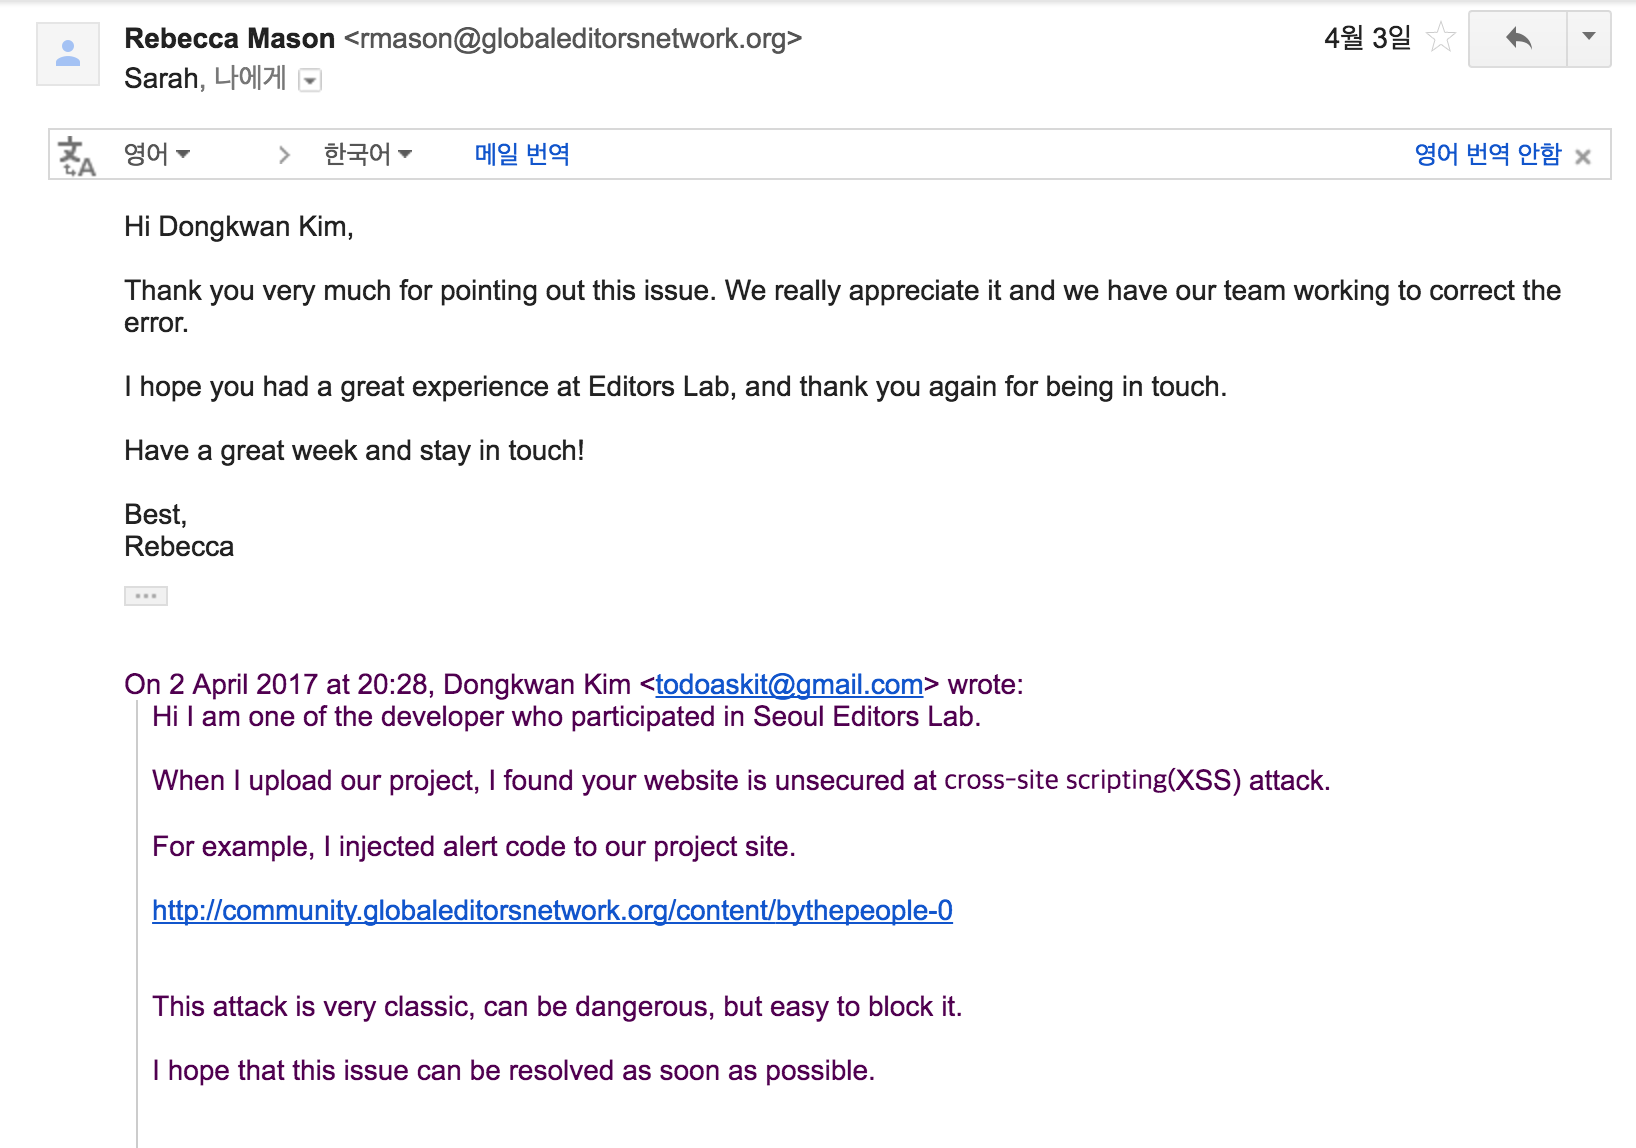 Rebecca Mason <rmason@globaleditorsnetwork.org>
4월 3일
Sarah, 나에게
영어
한국어
메일 번역
영어 번역 안함
Hi Dongkwan Kim,
Thank you very much for pointing out this issue. We really appreciate it and we have our team working to correct the
error.
I hope you had a great experience at Editors Lab, and thank you again for being in touch.
Have a great week and stay in touch!
Best,
Rebecca
On 2 April 2017 at 20:28, Dongkwan Kim <todoaskit@gmail.com> wrote:
Hi I am one of the developer who participated in Seoul Editors Lab.
When I upload our project, I found your website is unsecured at cross-site scripting(XSS) attack.
For example, I injected alert code to our project site.
http://community.globaleditorsnetwork.org/content/bythepeople-0
This attack is very classic, can be dangerous, but easy to block it.
I hope that this issue can be resolved as soon as possible.